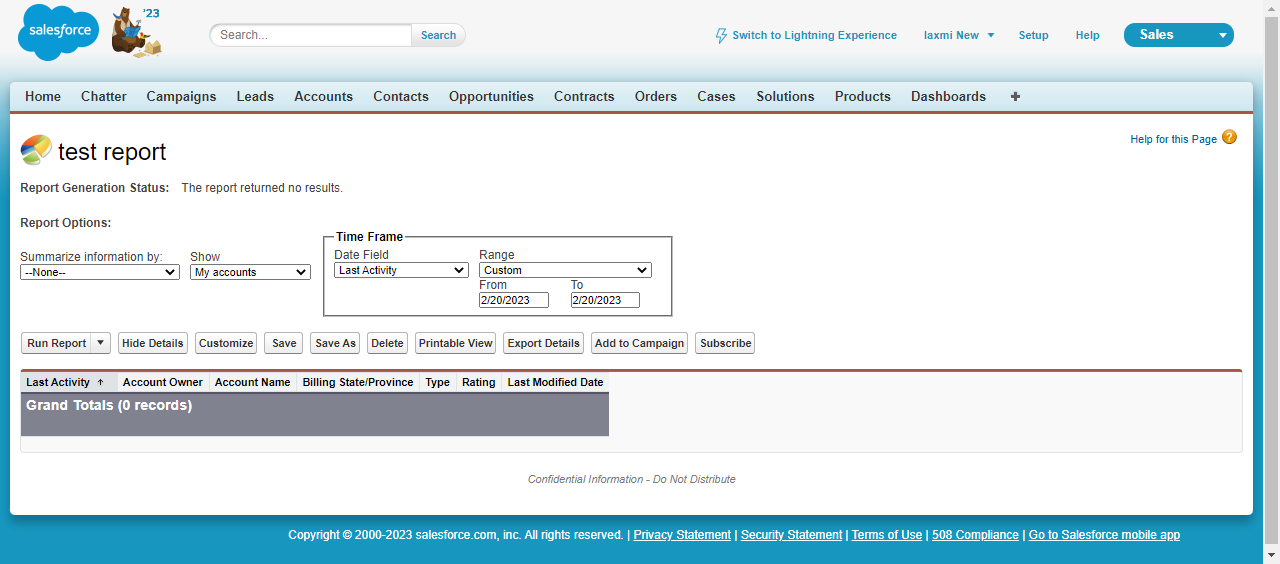 salesforce
'23
Search...
Search
Switch to Lightning Experience
laxmi New
Setup
Help
Sales
Home Chatter Campaigns Leads Accounts Contacts Opportunities Contracts Orders Cases Solutions Products Dashboards +
test report
Help for this Page ?
Report Generation Status: The report returned no results.
Report Options:
Time Frame
Summarize information by: Show Date Field Range
--None-- My accounts Last Activity Custom
From To
2/20/2023 2/20/2023
Run Report Hide Details Customize Save Save As Delete Printable View Export Details Add to Campaign Subscribe
Last Activity ↑ Account Owner Account Name Billing State/Province Type Rating Last Modified Date
Grand Totals (0 records)
Confidential Information - Do Not Distribute
Copyright © 2000-2023 salesforce.com, inc. All rights reserved. | Privacy Statement | Security Statement | Terms of Use | 508 Compliance | Go to Salesforce mobile app